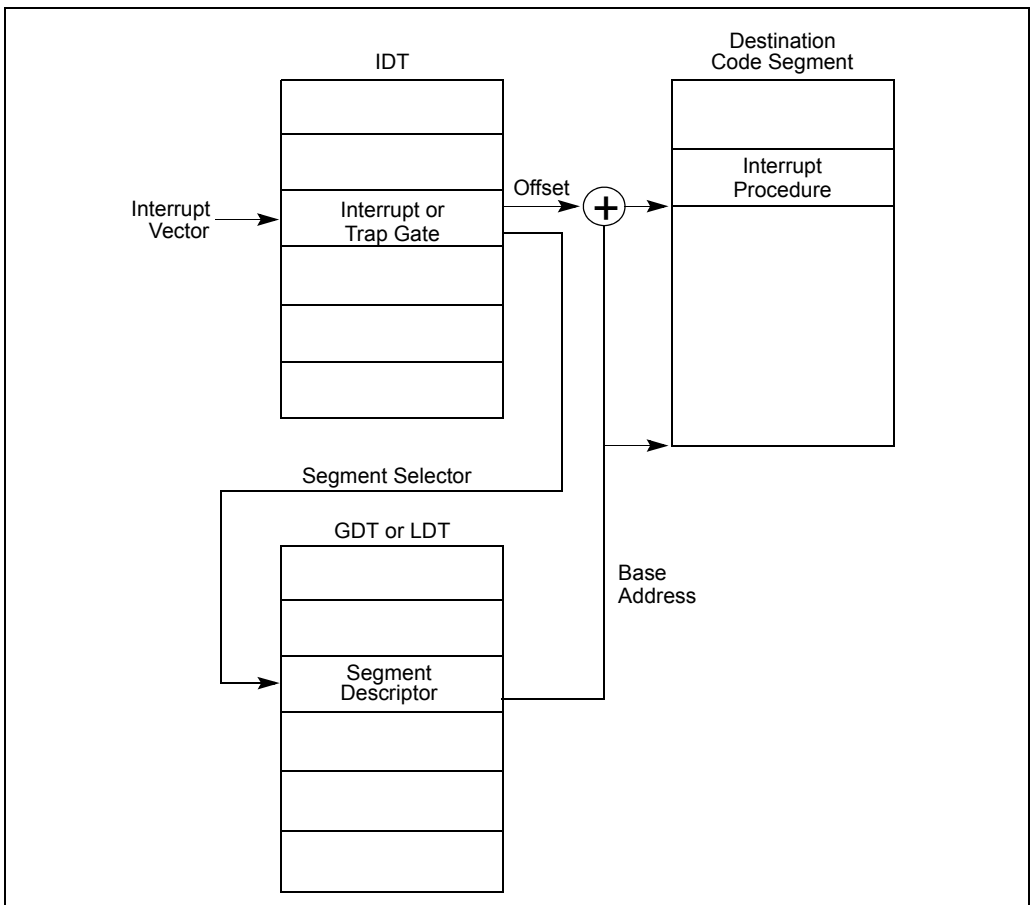 IDT
Destination
Code Segment
Interrupt
Vector
Interrupt or
Trap Gate
Offset
+
Interrupt
Procedure
Segment Selector
GDT or LDT
Segment
Descriptor
Base
Address